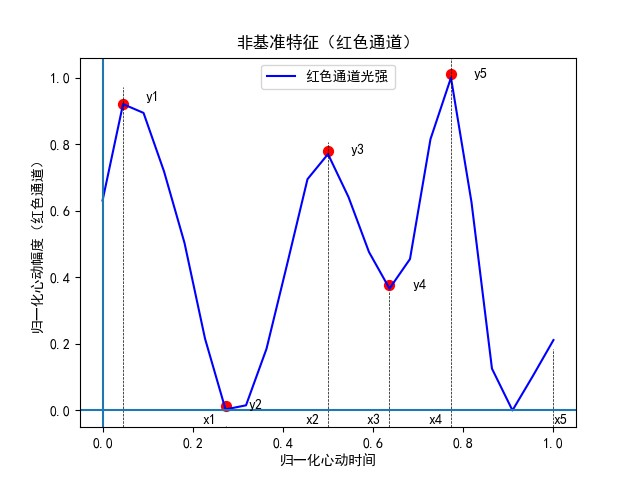 非基准特征（红色通道）
红色通道光强
归一化心动幅度（红色通道）
1.0
0.8
0.6
0.4
0.2
0.0
y1
y2
y3
y4
y5
x1
x2
x3
x4
x5
0.0
0.2
0.4
0.6
0.8
1.0
归一化心动时间